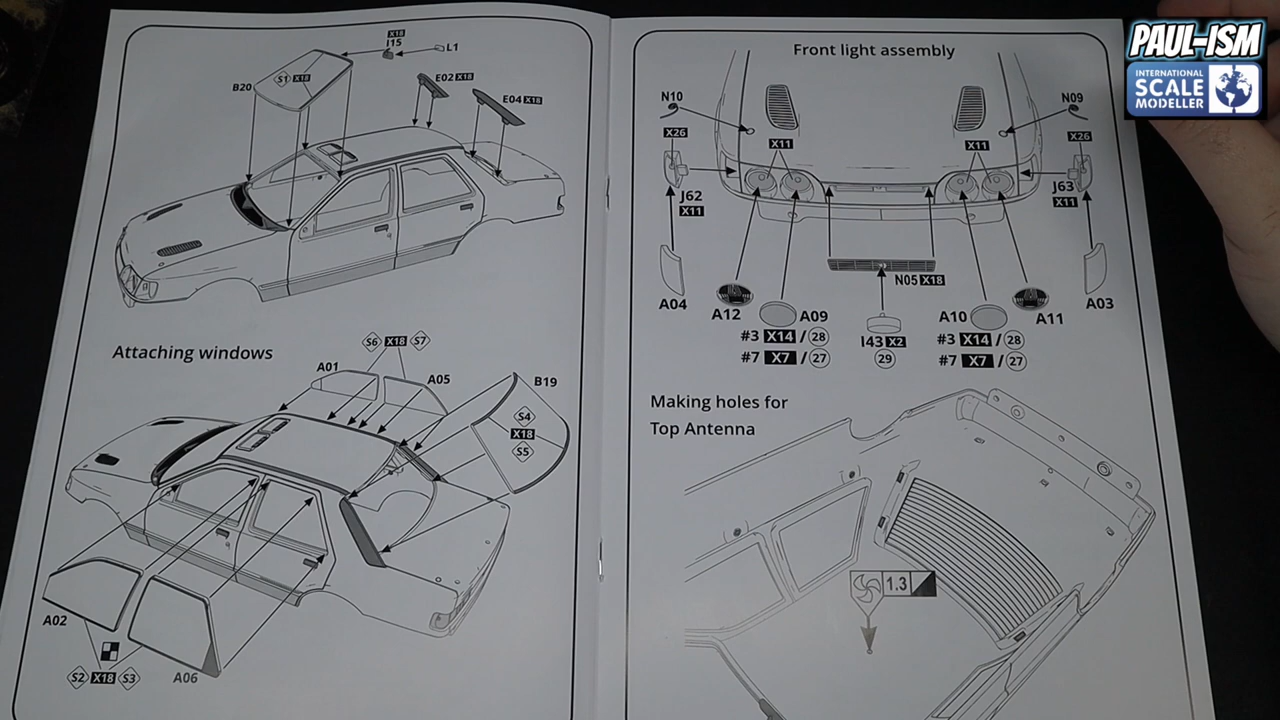 X18
I15
L1
S1 X18
B20
E02 X18
E04 X18
Attaching windows
S6 X18 S7
A01
A05
B19
S4
X18
S5
A02
S2 X18 S3
A06
Front light assembly
N10
N09
X26
X26
X11
X11
J62
X11
J63
X11
N05 X18
A04
A12
A09
A10
A11
A03
#3 X14 / 28
#7 X7 / 27
I43 X2
29
#3 X14 / 28
#7 X7 / 27
Making holes for
Top Antenna
1.3
PAUL-ISM
INTERNATIONAL
SCALE
MODELLER